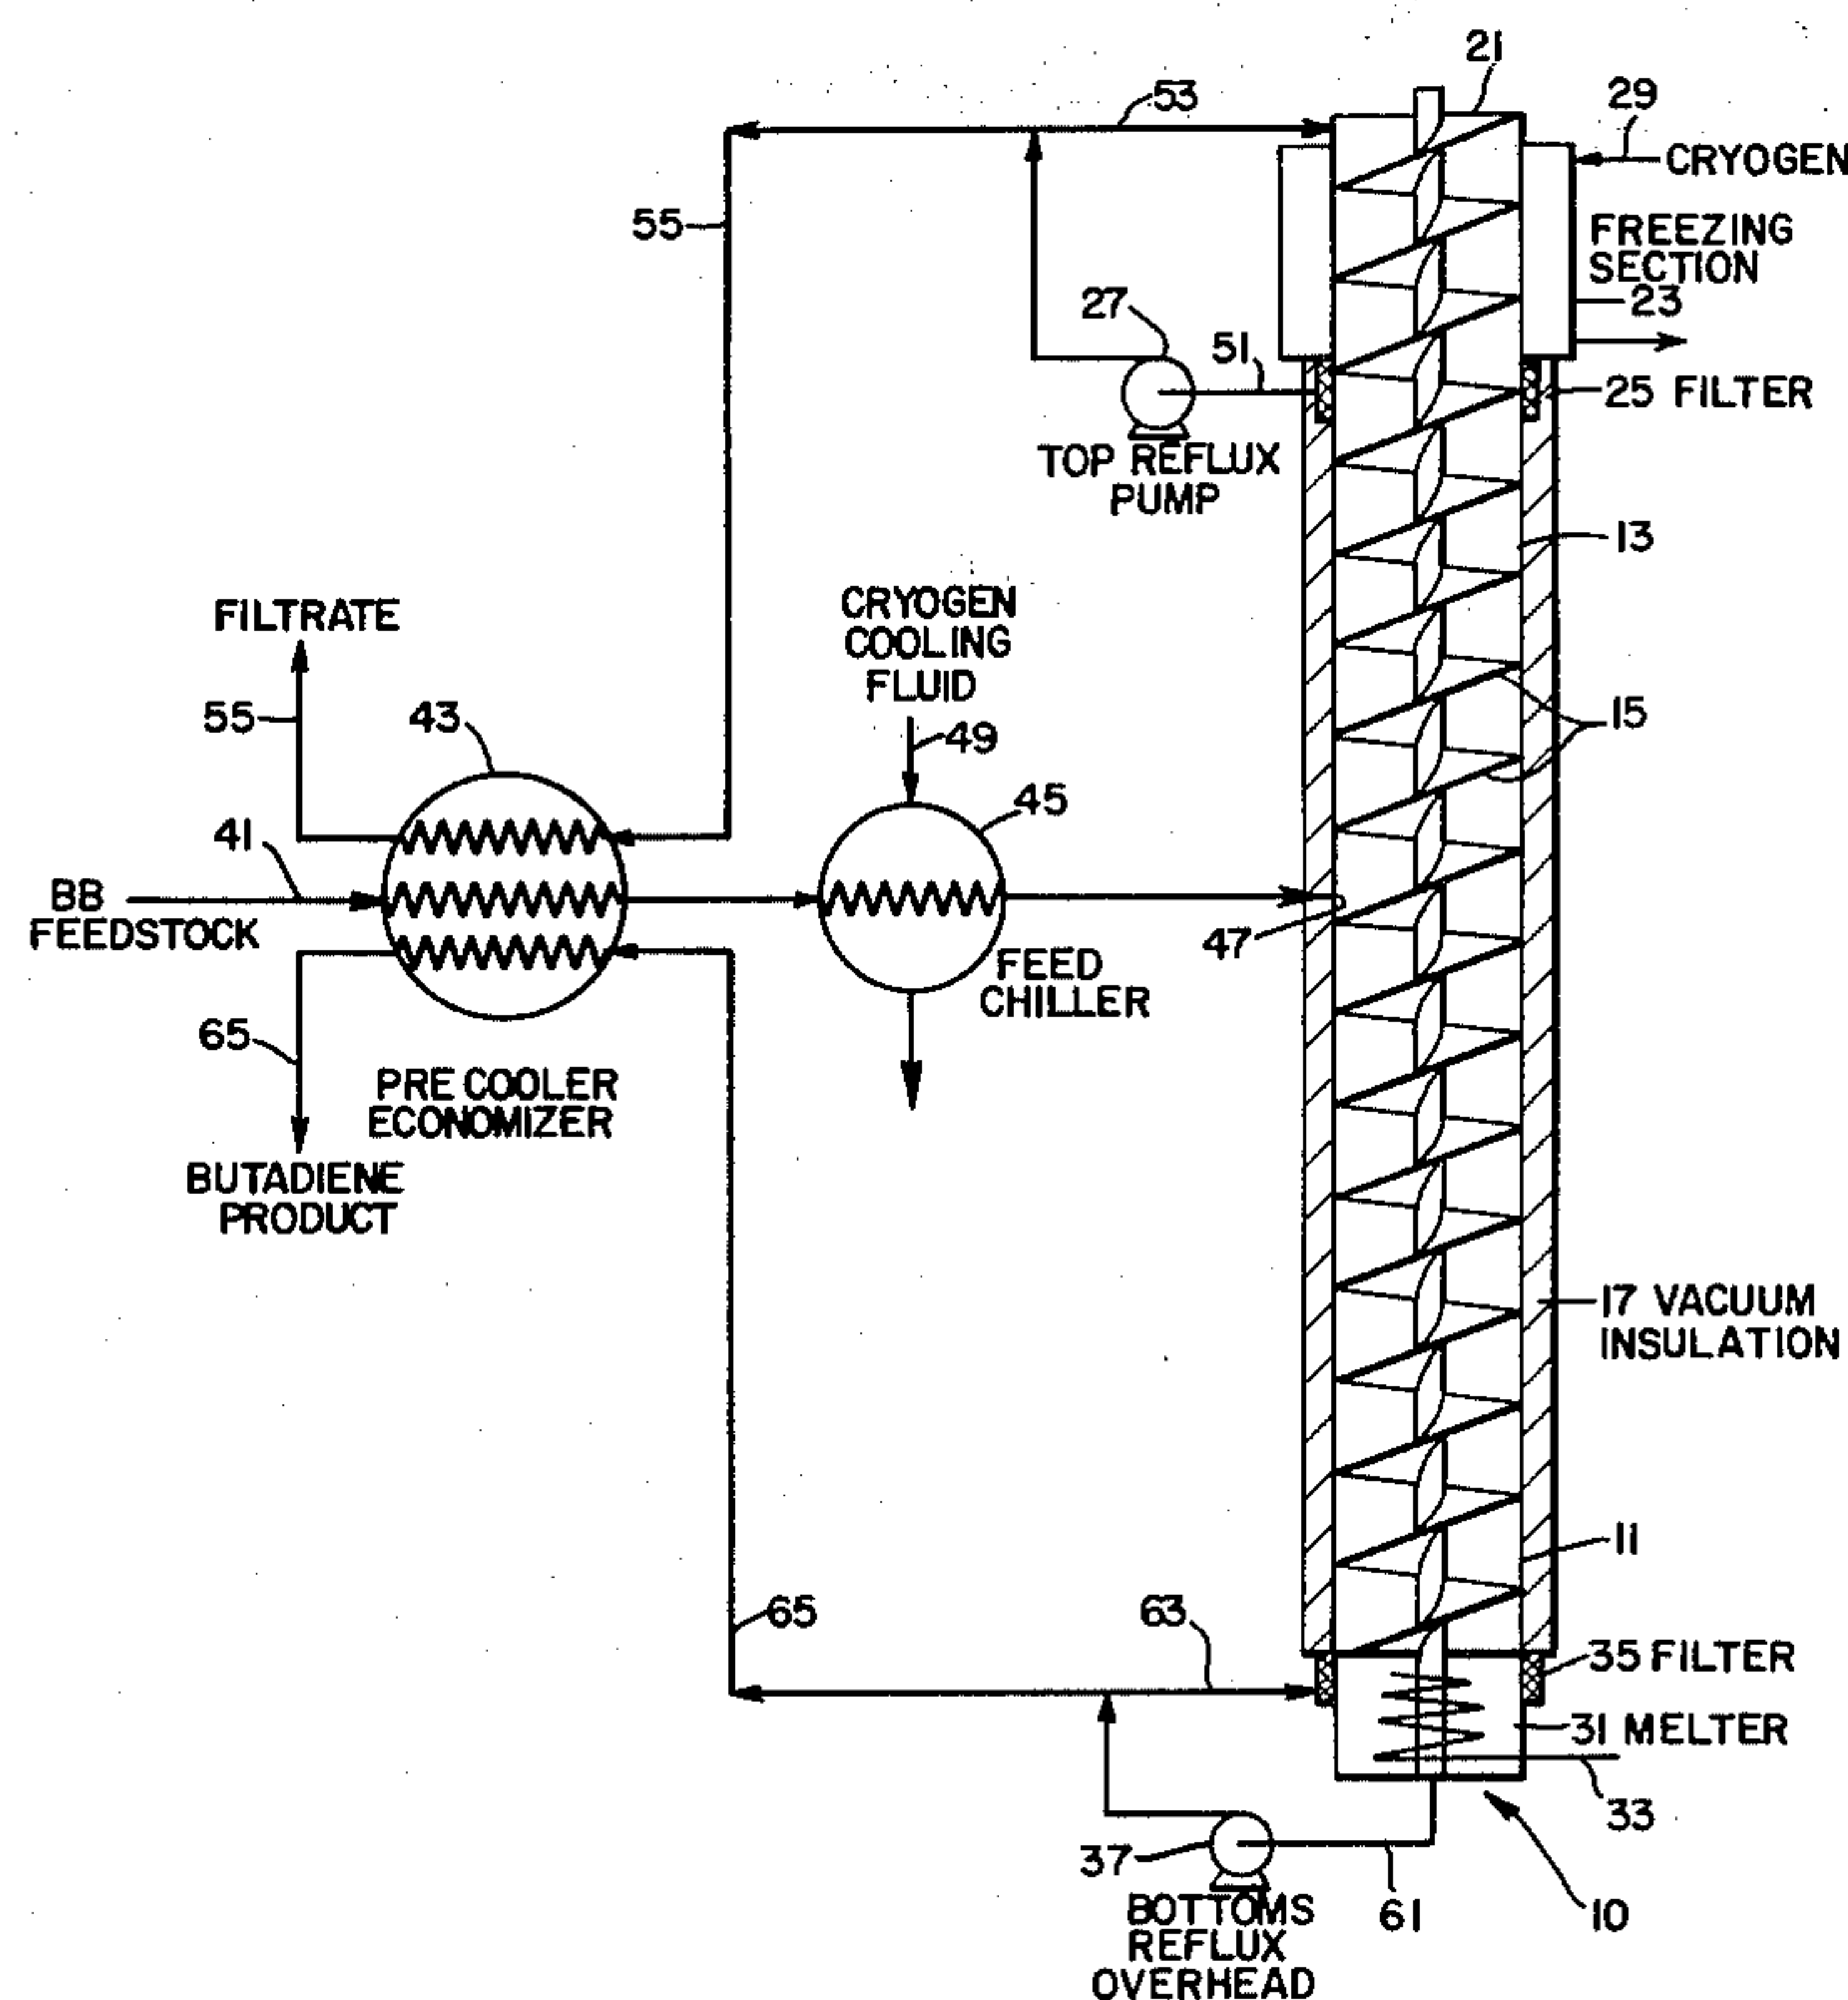 21
53
29
CRYOGEN
55
FREEZING
SECTION
23
27
51
25 FILTER
TOP REFLUX
PUMP
13
FILTRATE
CRYOGEN
COOLING
FLUID
55
43
49
15
45
41
BB
FEEDSTOCK
47
FEED
CHILLER
65
PRE COOLER
ECONOMIZER
BUTADIENE
PRODUCT
17 VACUUM
INSULATION
11
65
63
35 FILTER
31 MELTER
33
37
61
10
BOTTOMS
REFLUX
OVERHEAD